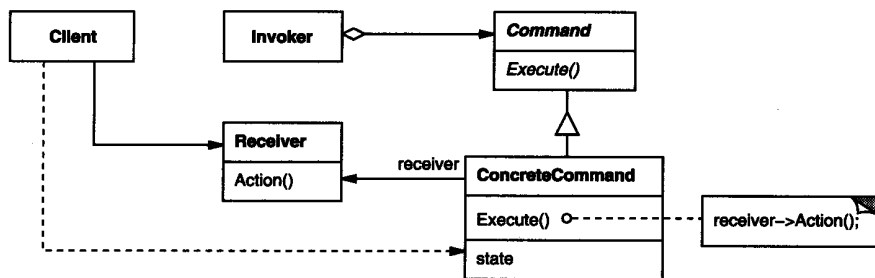 Client
Invoker
Command
Execute()
Receiver
Action()
receiver
ConcreteCommand
Execute()
receiver->Action();
state